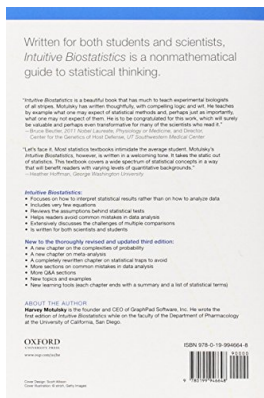 Written for both students and scientists,
Intuitive Biostatistics is a nonmathematical
guide to statistical thinking.
"Intuitive Biostatistics is a beautiful book that has much to teach experimental biologists
of all stripes. Motulsky has written thoughtfully, with compelling logic and wit. He teaches
by example what one may expect of statistical methods and, perhaps just as importantly,
what one may not expect of them. He is to be congratulated for this work, which will surely
be valuable and perhaps even transformative for many of the scientists who read it."
—Bruce Beutler, 2011 Nobel Laureate, Physiology or Medicine, and Director,
Center for the Genetics of Host Defense, UT Southwestern Medical Center
"Let's face it. Most statistics textbooks intimidate the average student. Motulsky's
Intuitive Biostatistics, however, is written in a welcoming tone. It takes the static out
of statistics. This textbook covers a wide spectrum of statistical concepts in a way
that will benefit readers with varying levels of quantitative backgrounds."
—Heather Hoffman, George Washington University
Intuitive Biostatistics:
• Focuses on how to interpret statistical results rather than on how to analyze data
• Includes very few equations
• Reviews the assumptions behind statistical tests
• Helps readers avoid common mistakes in data analysis
• Extensively discusses the challenges of multiple comparisons
• Is written for both scientists and students
New to the thoroughly revised and updated third edition:
• A new chapter on the complexities of probability
• A new chapter on meta-analysis
• A completely rewritten chapter on statistical traps to avoid
• More sections on common mistakes in data analysis
• More Q&A sections
• New topics and examples
• New learning tools (each chapter ends with a summary and a list of statistical terms)
ABOUT THE AUTHOR
Harvey Motulsky is the founder and CEO of GraphPad Software, Inc. He wrote the
first edition of Intuitive Biostatistics while on the faculty of the Department of Pharmacology
at the University of California, San Diego.
OXFORD
UNIVERSITY PRESS
www.oup.com/us/he
Cover Design:
Cover Illustration:
ISBN 978-0-19-994664-8
90000
9 780199 946648